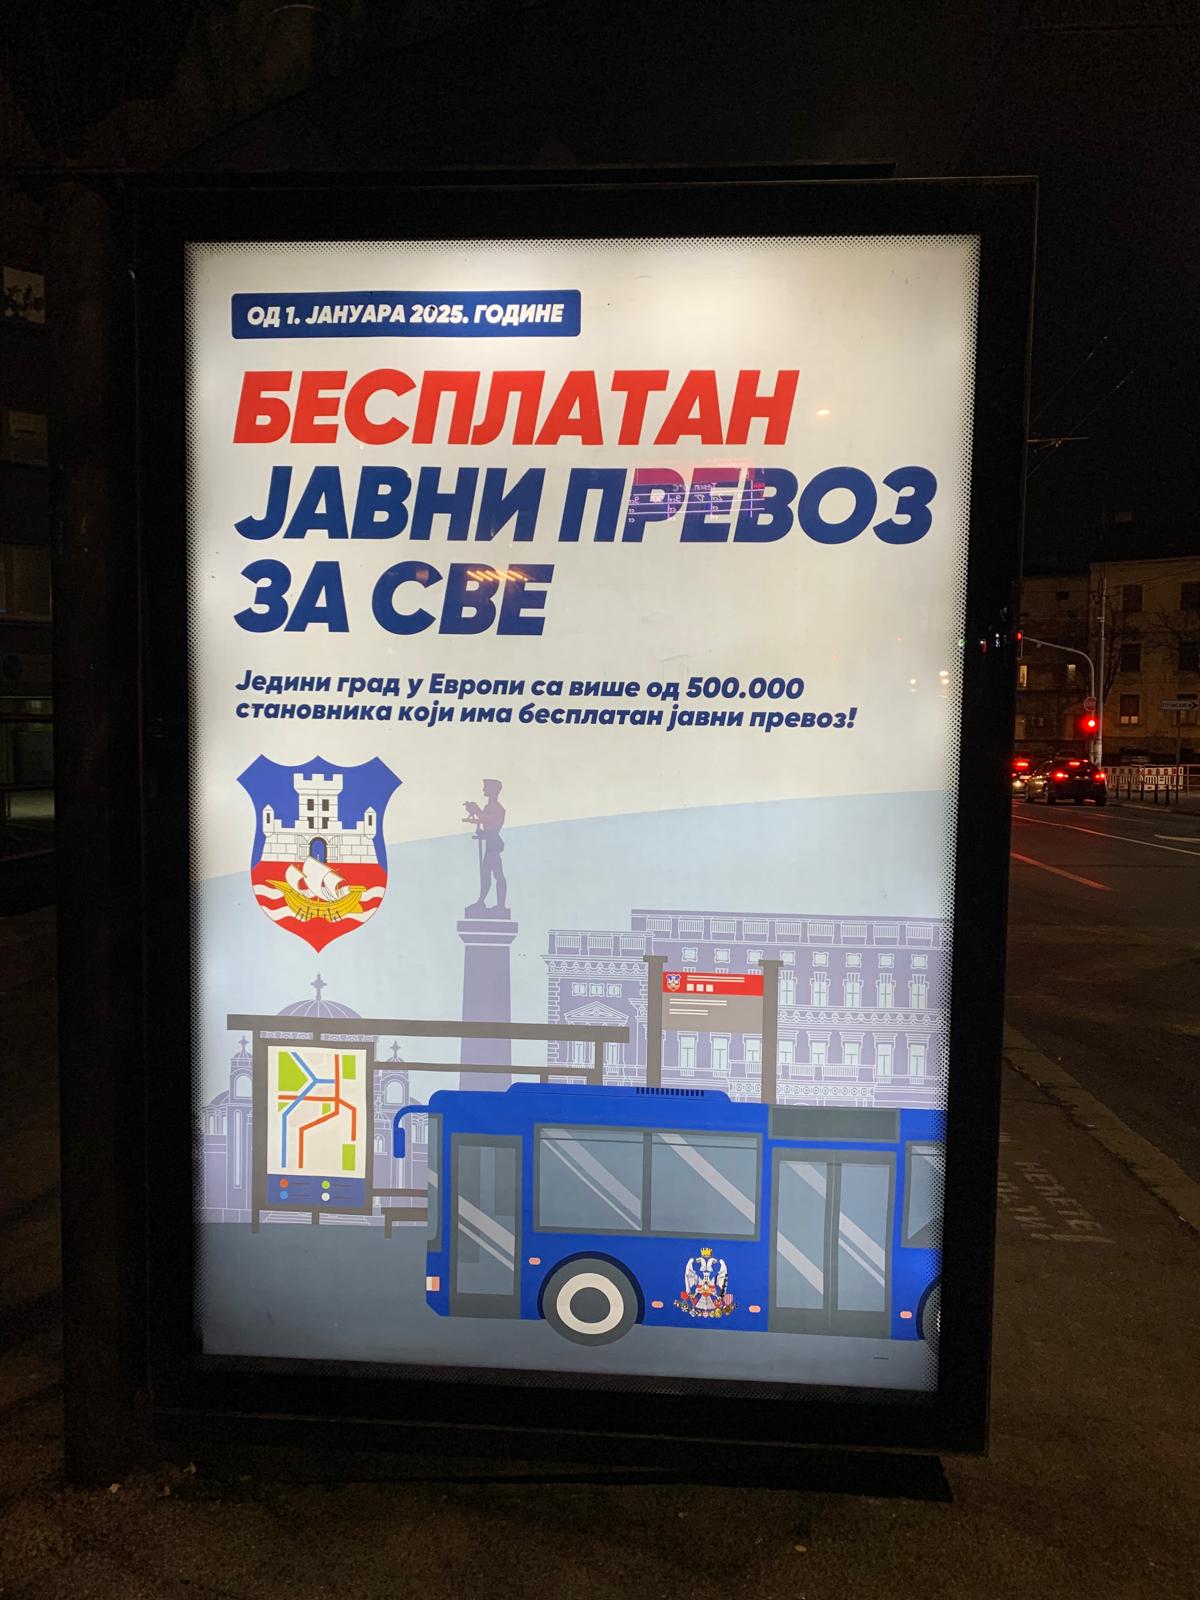 ОД 1. ЈАНУАРА 2025. ГОДИНЕ
БЕСПЛАТАН
ЈАВНИ ПРЕВОЗ
ЗА СВЕ
Једини град у Европи са више од 500.000
становника који има бесплатан јавни превоз!